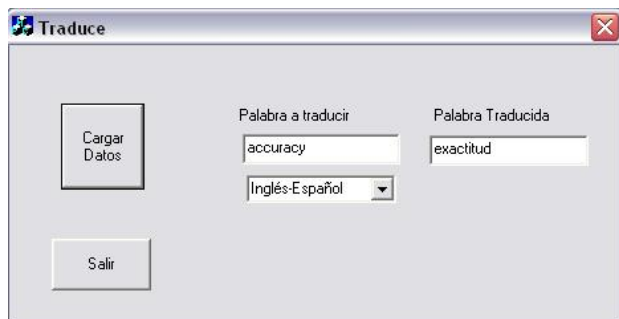 Traduce
Cargar
Datos
Palabra a traducir
Palabra Traducida
accuracy
exactitud
Inglés-Español
Salir